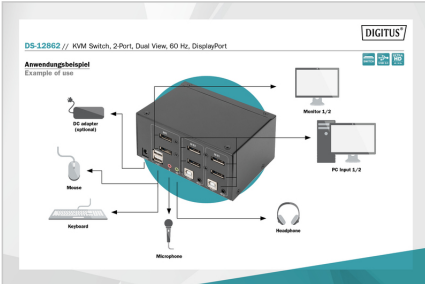 DIGITUS®
DS-12862 // KVM Switch, 2-Port, Dual View, 60 Hz, DisplayPort
Anwendungsbeispiel
Example of use
HD
Monitor 1/2
DC adapter
(optional)
PC Input 1/2
Mouse
Keyboard
Headphone
Microphone